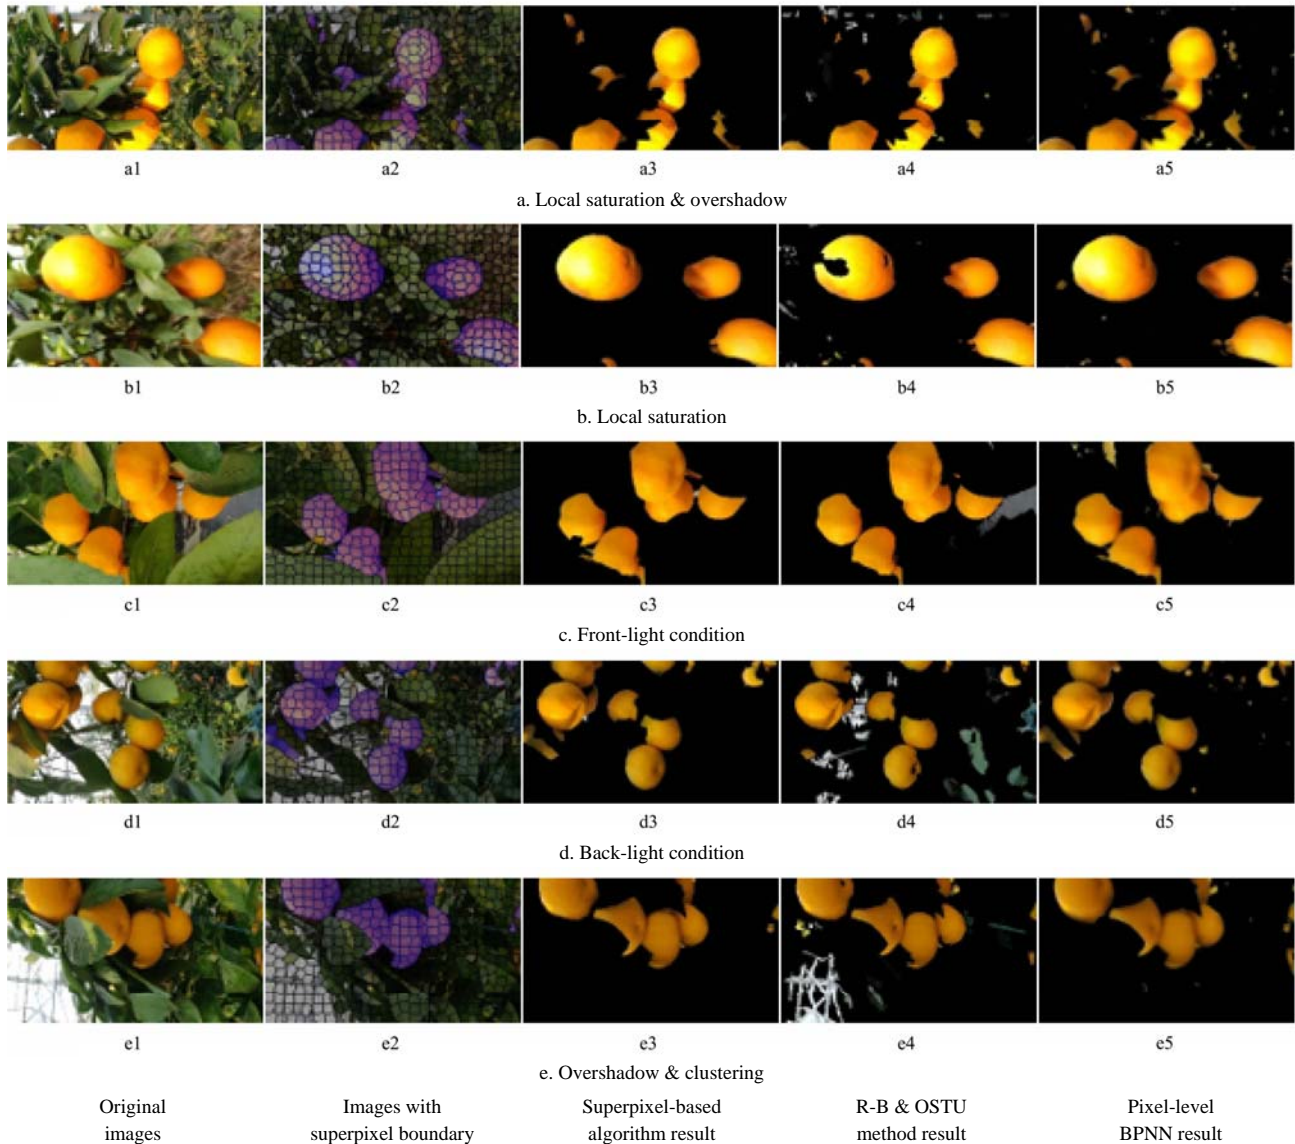 a1 a2 a3 a4 a5
a. Local saturation & overshadow
b1 b2 b3 b4 b5
b. Local saturation
c1 c2 c3 c4 c5
c. Front-light condition
d1 d2 d3 d4 d5
d. Back-light condition
e1 e2 e3 e4 e5
e. Overshadow & clustering
Original Images with Superpixel-based R-B & OSTU Pixel-level
images superpixel boundary algorithm result method result BPNN result